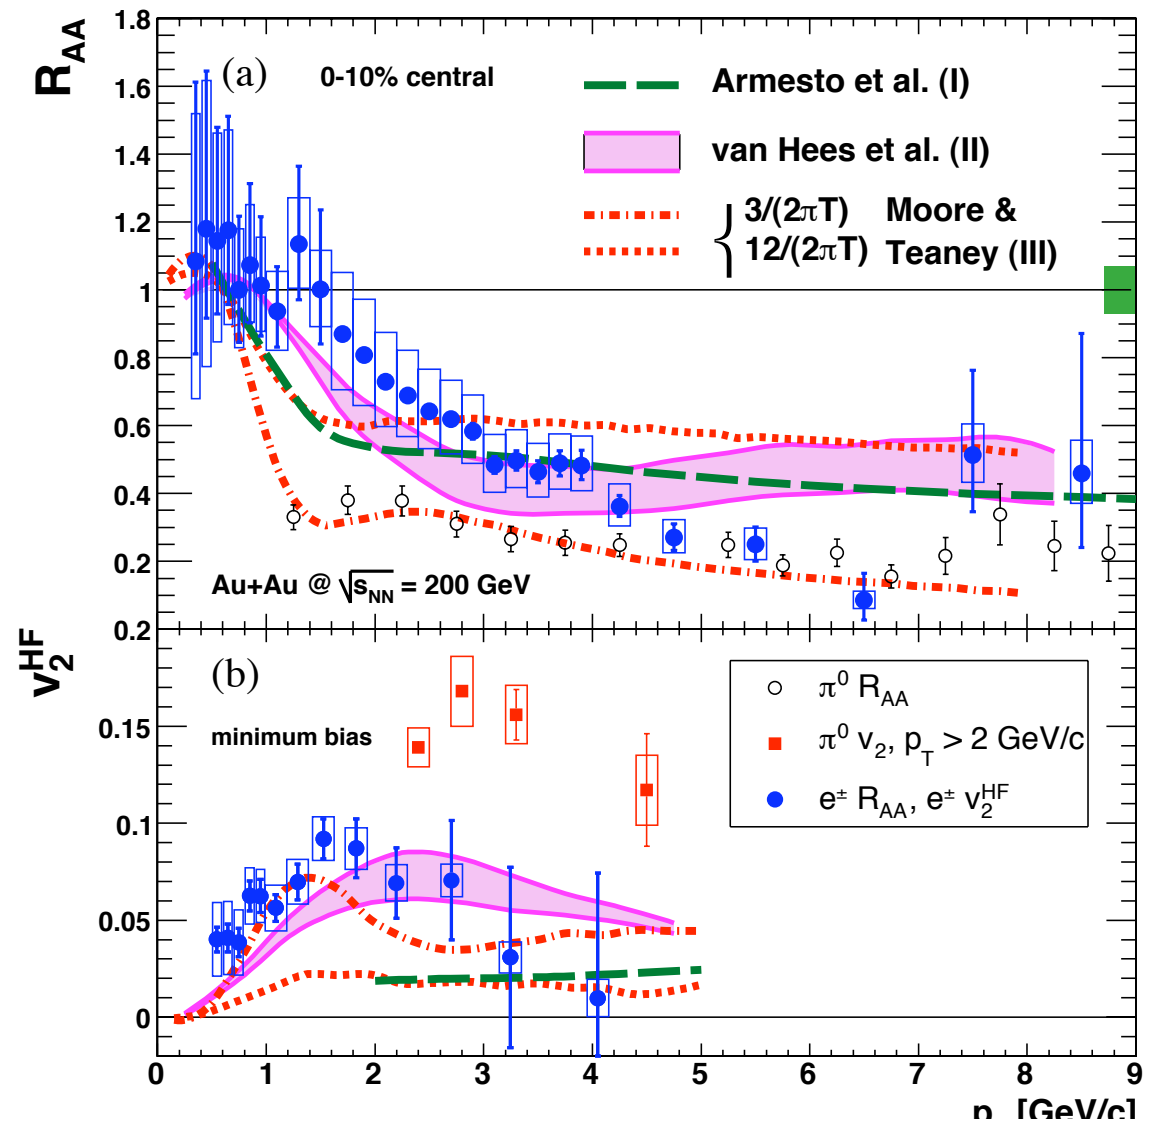 R_AA
1.8
1.6
1.4
1.2
1
0.8
0.6
0.4
0.2
(a)
0-10% central
Armesto et al. (I)
van Hees et al. (II)
3/(2πT) Moore &
12/(2πT) Teaney (III)
Au+Au @ √s_NN = 200 GeV
v_2^HF
0.2
0.15
0.1
0.05
0
(b)
minimum bias
π⁰ R_AA
π⁰ v_2, p_T > 2 GeV/c
e± R_AA, e± v_2^HF
0 1 2 3 4 5 6 7 8 9
p [GeV/c]